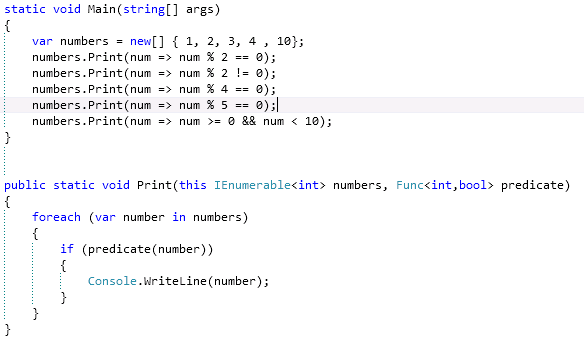 static void Main(string[] args)
{
    var numbers = new[] { 1, 2, 3, 4 , 10};
    numbers.Print(num => num % 2 == 0);
    numbers.Print(num => num % 2 != 0);
    numbers.Print(num => num % 4 == 0);
    numbers.Print(num => num % 5 == 0);
    numbers.Print(num => num >= 0 && num < 10);
}
public static void Print(this IEnumerable<int> numbers, Func<int,bool> predicate)
{
    foreach (var number in numbers)
    {
        if (predicate(number))
        {
            Console.WriteLine(number);
        }
    }
}